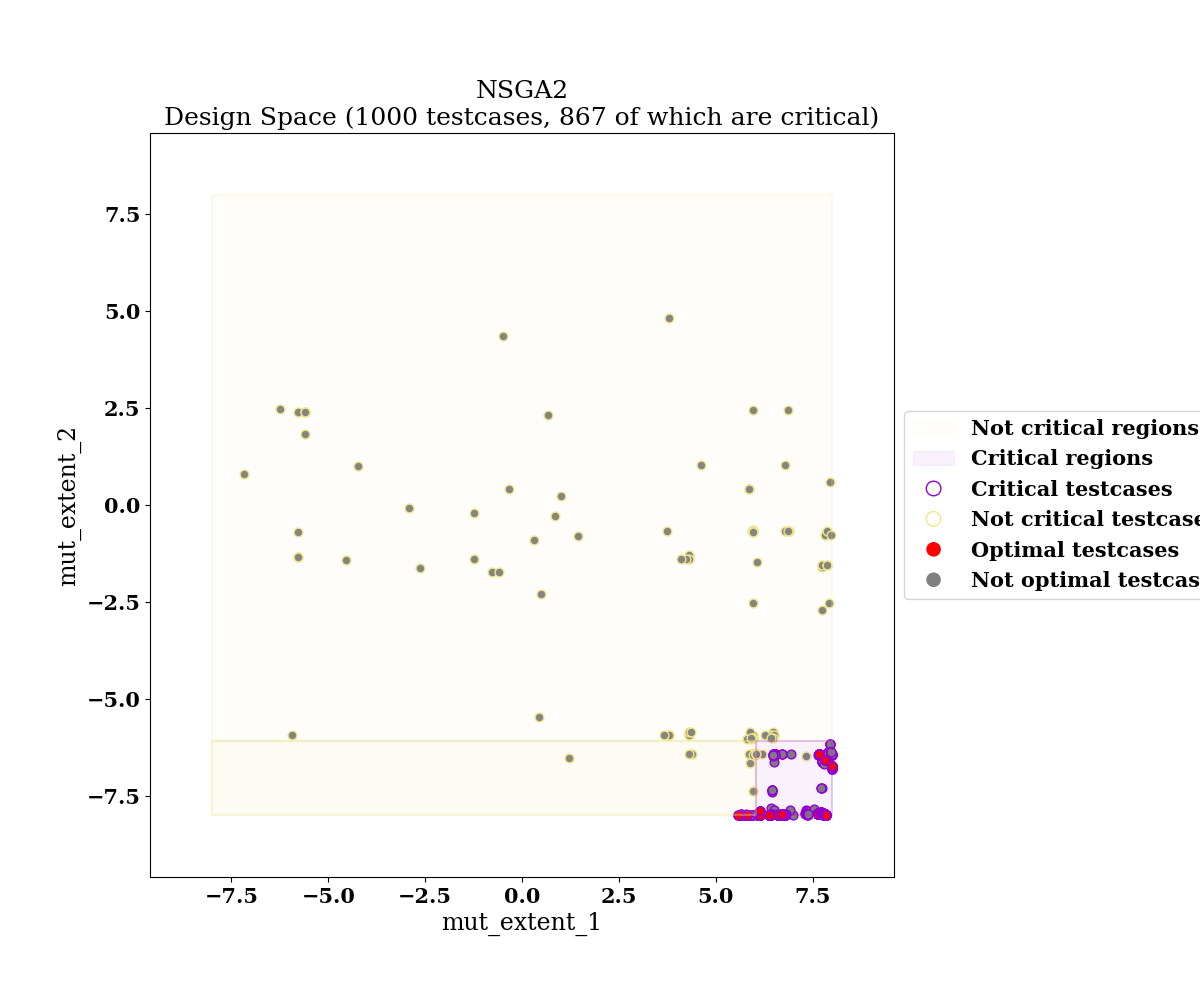 NSGA2
Design Space (1000 testcases, 867 of which are critical)
7.5
5.0
2.5
0.0
−2.5
−5.0
−7.5
mut_extent_2
−7.5
−5.0
−2.5
0.0
2.5
5.0
7.5
mut_extent_1
Not critical regions
Critical regions
Critical testcases
Not critical testcase
Optimal testcases
Not optimal testcas